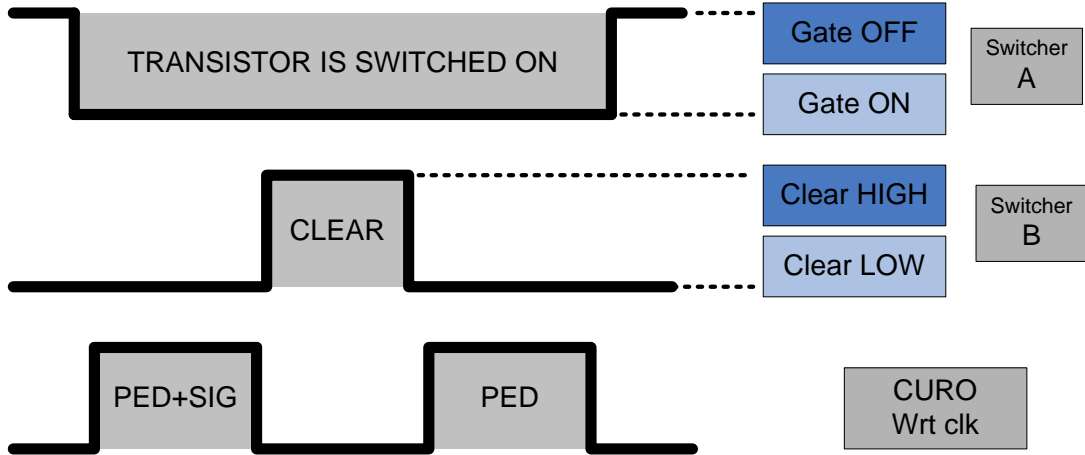 TRANSISTOR IS SWITCHED ON
Gate OFF
Gate ON
Switcher
A
CLEAR
Clear HIGH
Clear LOW
Switcher
B
PED+SIG
PED
CURO
Wrt clk